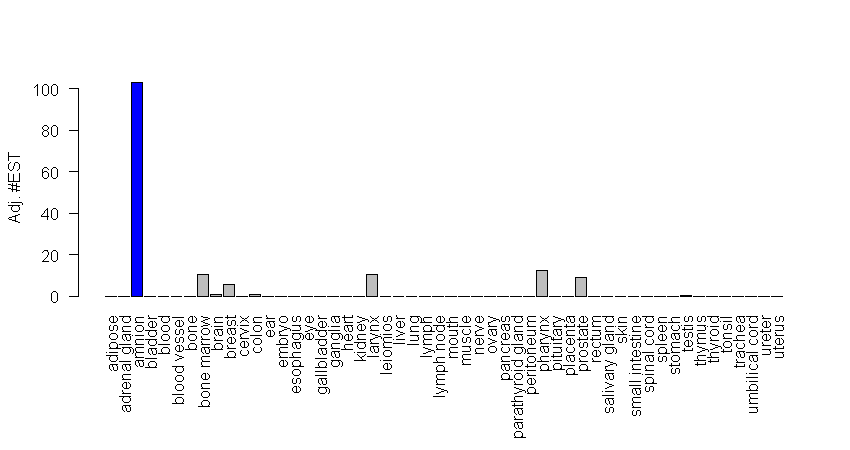 Adj. #EST
100
80
60
40
20
0
adipose
adrenal gland
amnion
bladder
blood
blood vessel
bone
bone marrow
brain
breast
cervix
colon
ear
embryo
esophagus
eye
gallbladder
ganglia
heart
kidney
larynx
leiomios
liver
lung
lymph
lymph node
mouth
muscle
nerve
ovary
pancreas
parathyroid gland
peritoneum
pharynx
pituitary
placenta
prostate
rectum
salivary gland
skin
small intestine
spinal cord
spleen
stomach
testis
thymus
thyroid
tonsil
trachea
umbilical cord
ureter
uterus